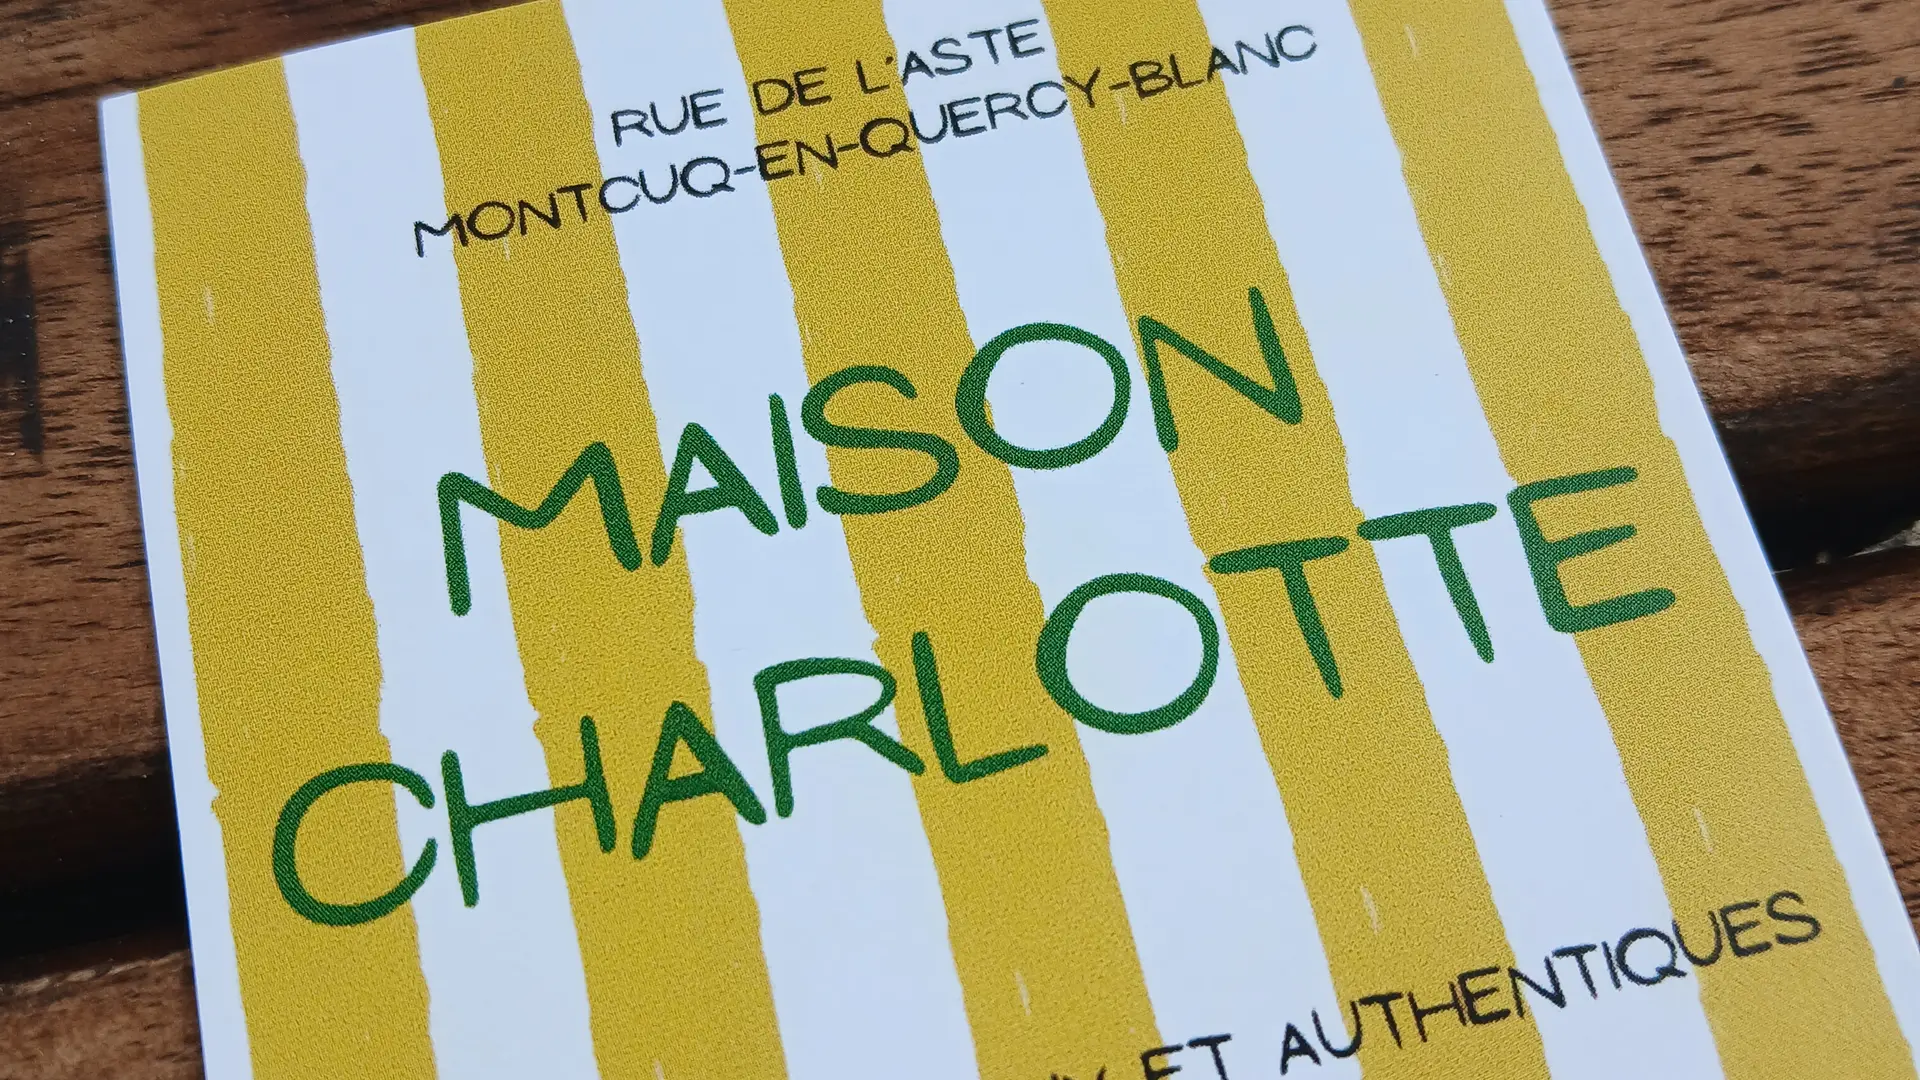 RUE DE L'ASTE
MONTCUQ-EN-QUERCY-BLANC
MAISON
CHARLOTTE
ET AUTHENTIQUES